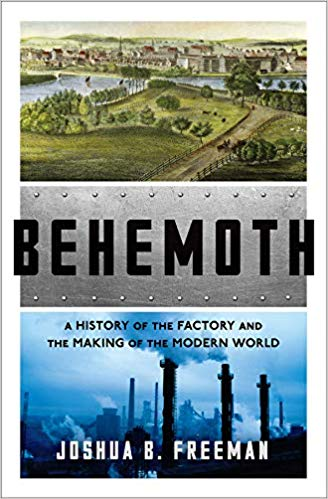 BEHEMOTH
A HISTORY OF THE FACTORY AND
THE MAKING OF THE MODERN WORLD
JOSHUA B. FREEMAN